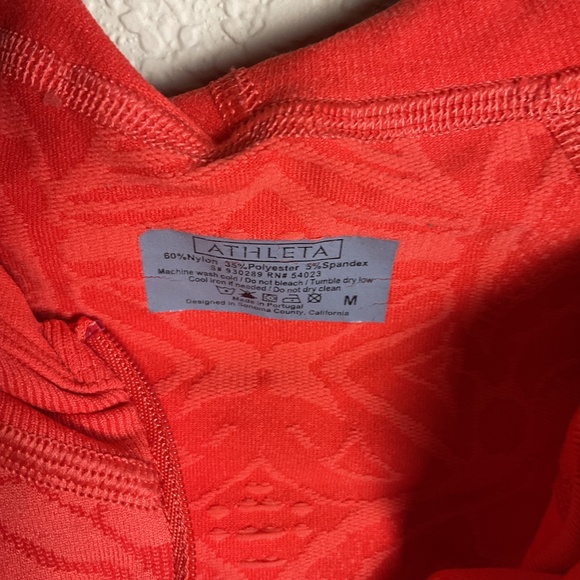 ATHLETA
60%Nylon 35%Polyester 5%Spandex
S# 930289 RN# 54023
Machine wash cold / Do not bleach / Tumble dry low
Cool iron if needed / Do not dry clean
M
Made in Portugal
Designed in Sonoma County, California